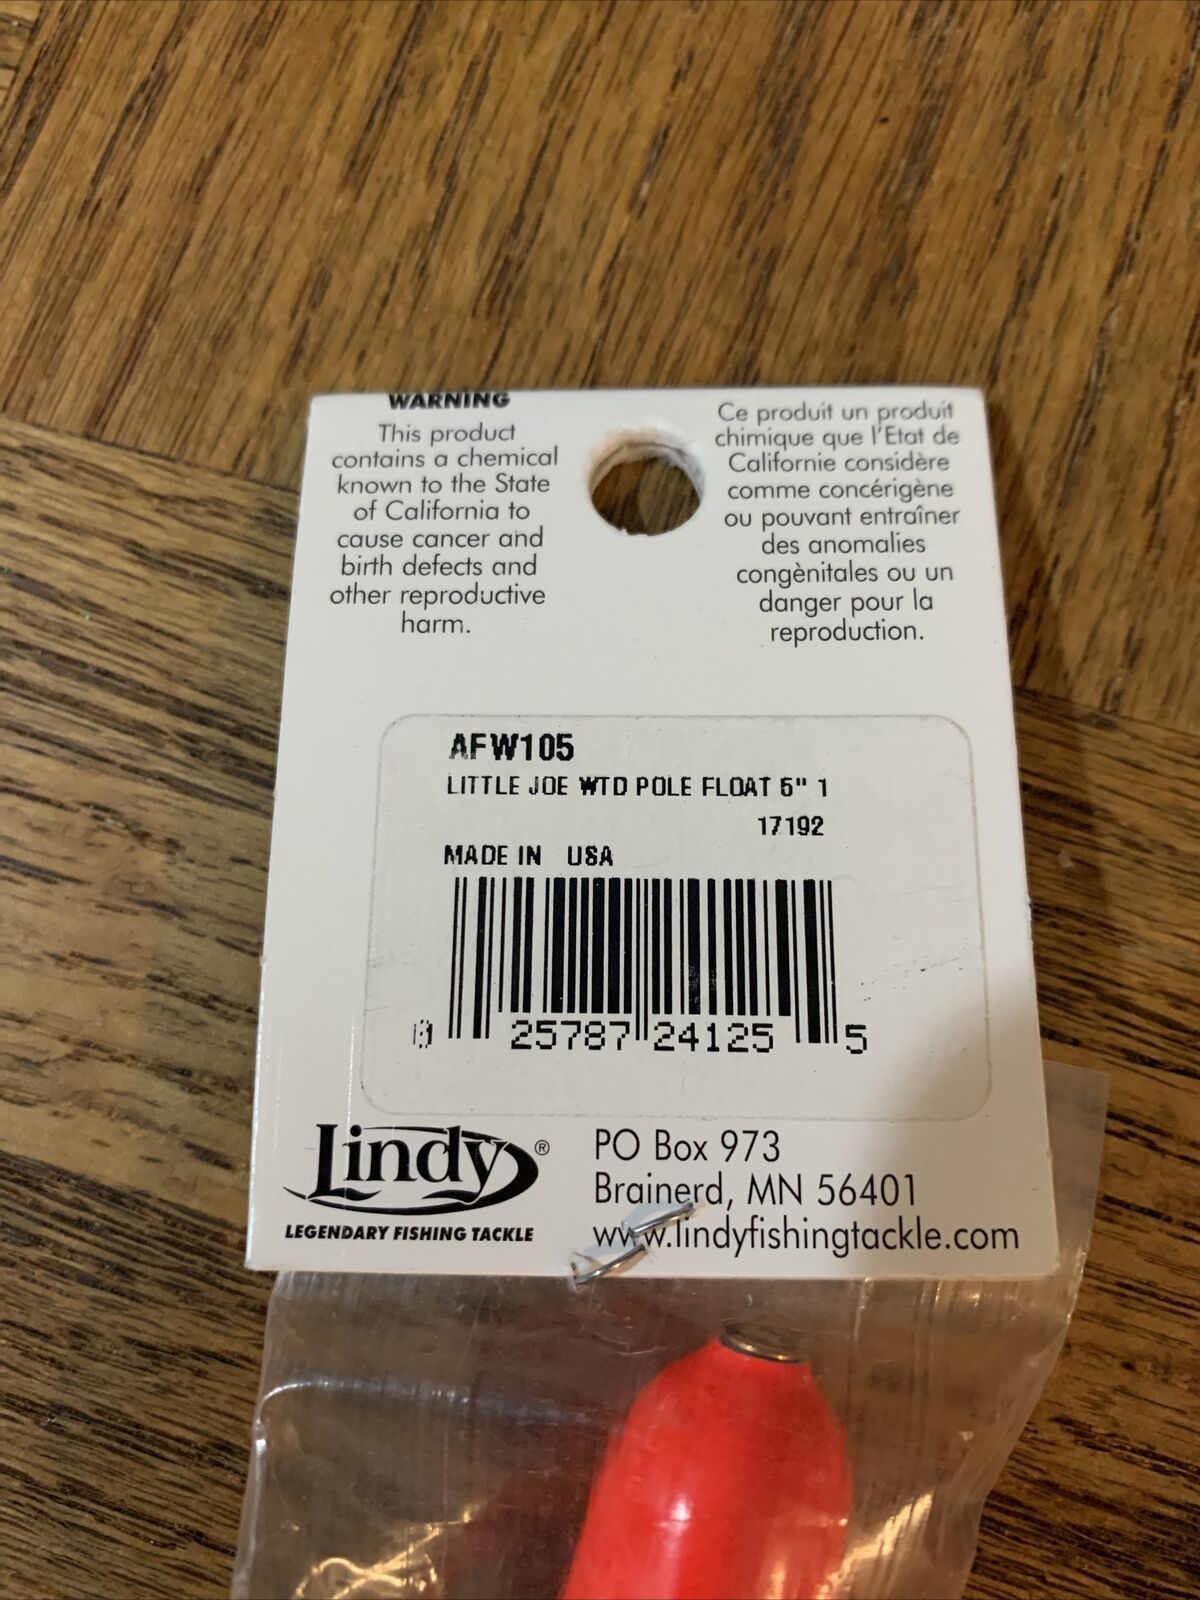 WARNING
This product
contains a chemical
known to the State
of California to
cause cancer and
birth defects and
other reproductive
harm.
Ce produit un produit
chimique que l'Etat de
Californie considère
comme concérigène
ou pouvant entraîner
des anomalies
congènitales ou un
danger pour la
reproduction.
AFW105
LITTLE JOE WTD POLE FLOAT 5" 1
17192
MADE IN USA
0 25787 24125 5
Lindy®
LEGENDARY FISHING TACKLE
PO Box 973
Brainerd, MN 56401
www.lindyfishingtackle.com